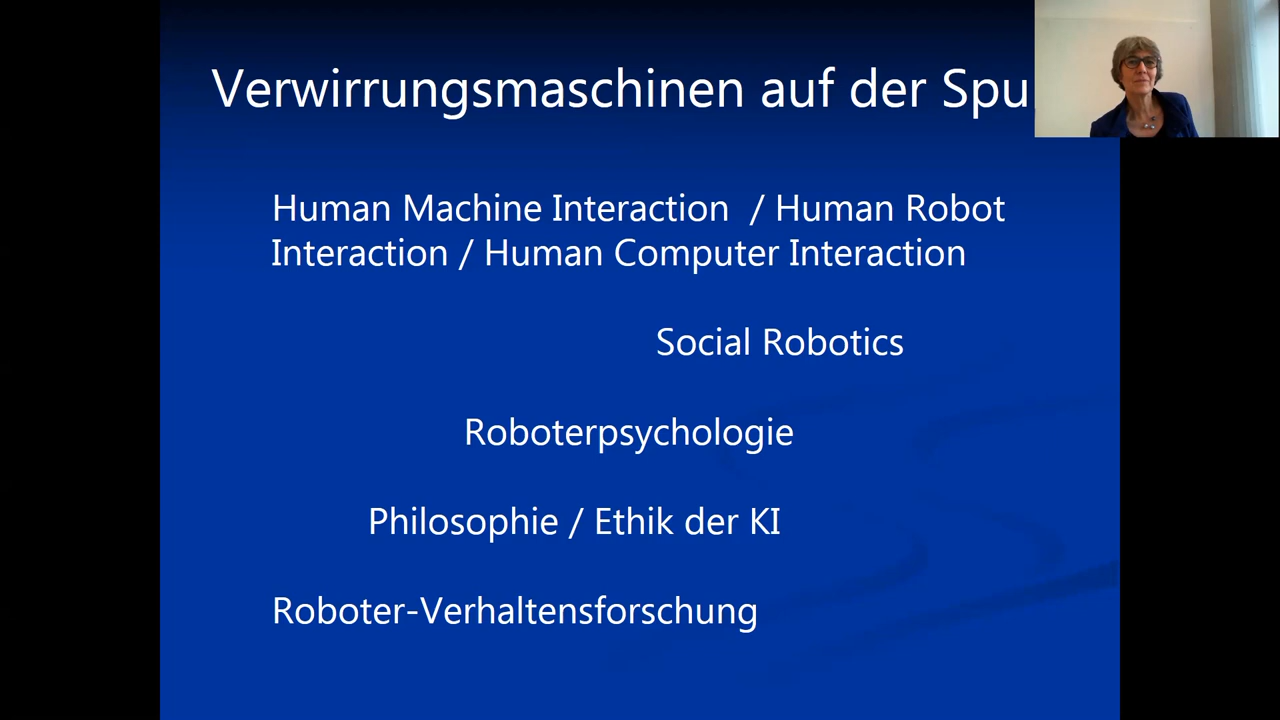 Verwirrungsmaschinen auf der Spu
Human Machine Interaction / Human Robot
Interaction / Human Computer Interaction
Social Robotics
Roboterpsychologie
Philosophie / Ethik der KI
Roboter-Verhaltensforschung